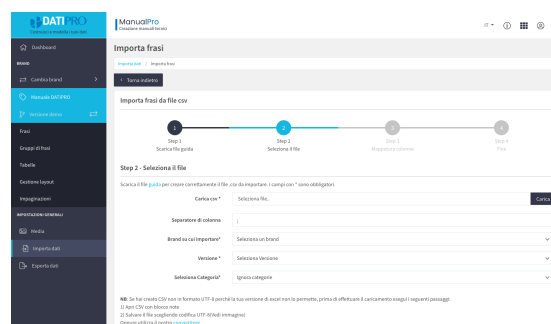 DATIPRO
Costruisci e modella i tuoi dati
ManualPro
Creazione manuali tecnici
IT
Dashboard
Importa frasi
BRAND
Importa dati / Importa frasi
Cambia brand
Torna indietro
Manuale DATIPRO
Importa frasi da file csv
Versione demo
1 2 3 4
Step 1 Step 2 Step 3 Step 4
Scarica file guida Seleziona il file Mappatura colonne Fine
Frasi
Gruppi di frasi
Tabelle
Step 2 - Seleziona il file
Gestione layout
Scarica il file guida per creare correttamente il file .csv da importare. I campi con * sono obbligatori.
Impaginazioni
Carica csv * Seleziona file.. Carica
IMPOSTAZIONI GENERALI
Separatore di colonna ;
Media
Brand su cui importare* Seleziona un brand
Importa dati
Versione * Seleziona Versione
Esporta dati
Seleziona Categoria* Ignora categorie
NB: Se hai creato CSV non in formato UTF-8 perchè la tua versione di excel non lo permette, prima di effettuare il caricamento esegui i seguenti passaggi:
1) Apri CSV con blocco note
2) Salvare il file scegliendo codifica UTF-8(Vedi immagine)
Oppure utilizza il nostro convertitore